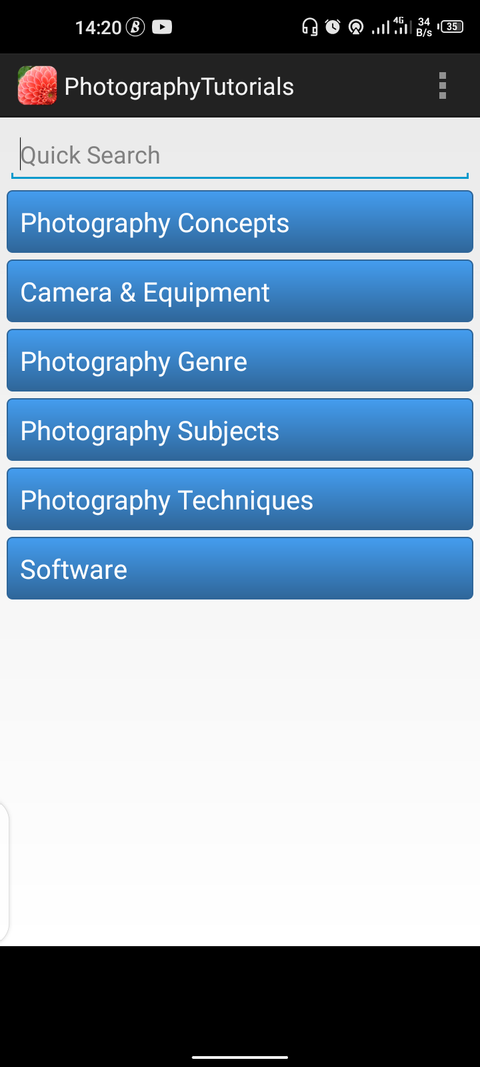 14:20 4G 34 B/s 35
PhotographyTutorials
Quick Search
Photography Concepts
Camera & Equipment
Photography Genre
Photography Subjects
Photography Techniques
Software